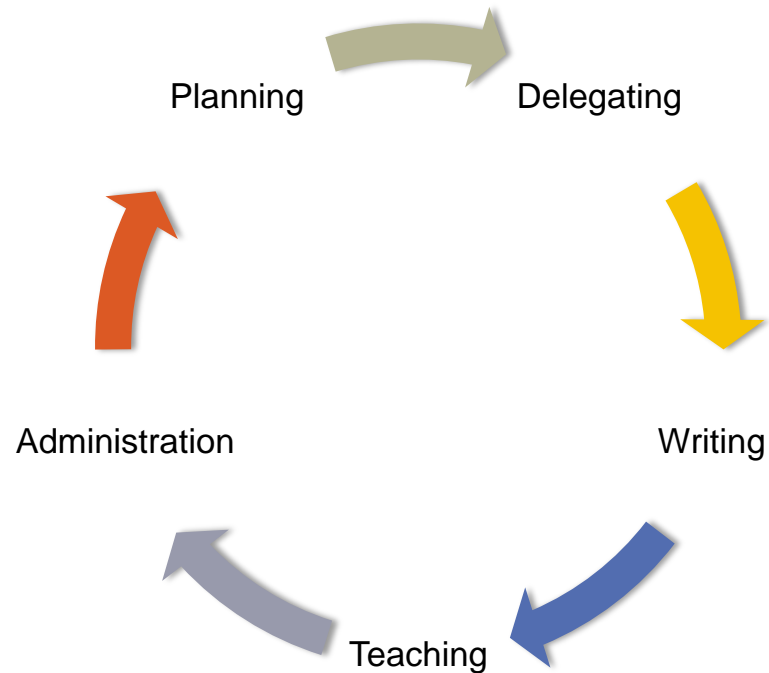 Planning
Delegating
Writing
Teaching
Administration